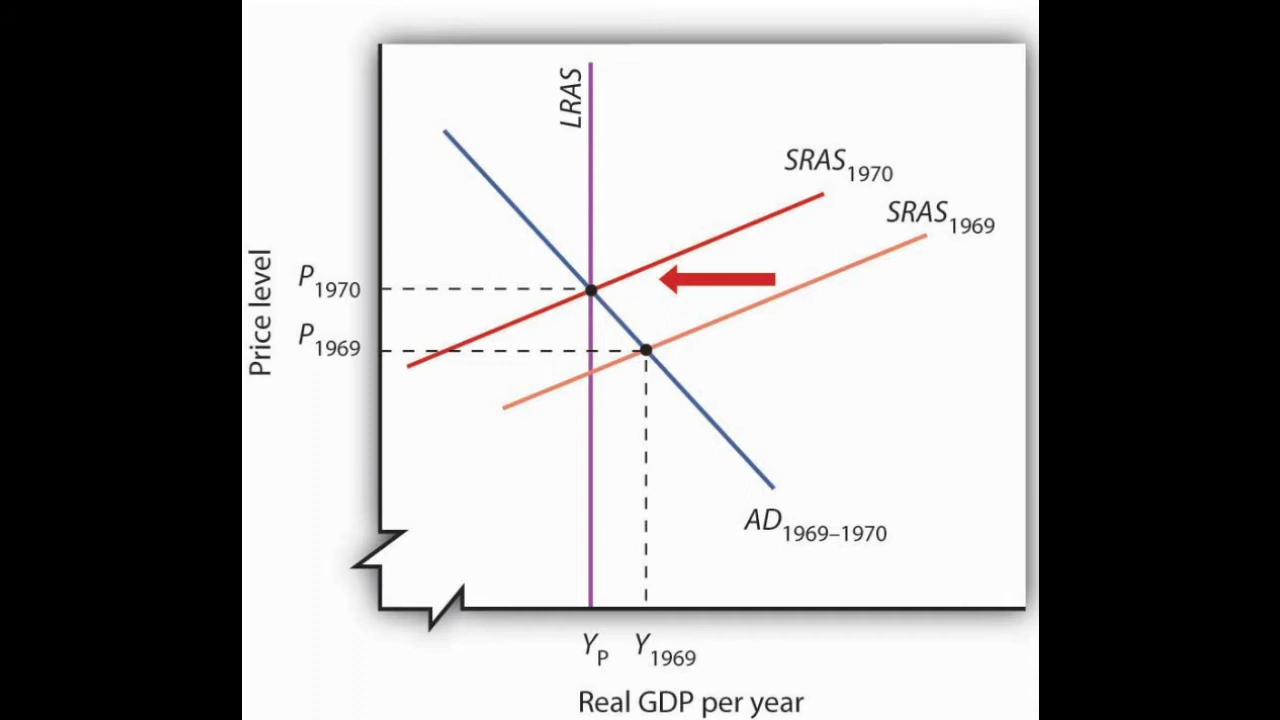 LRAS
SRAS1970
SRAS1969
P1970
P1969
Price level
AD1969–1970
YP Y1969
Real GDP per year